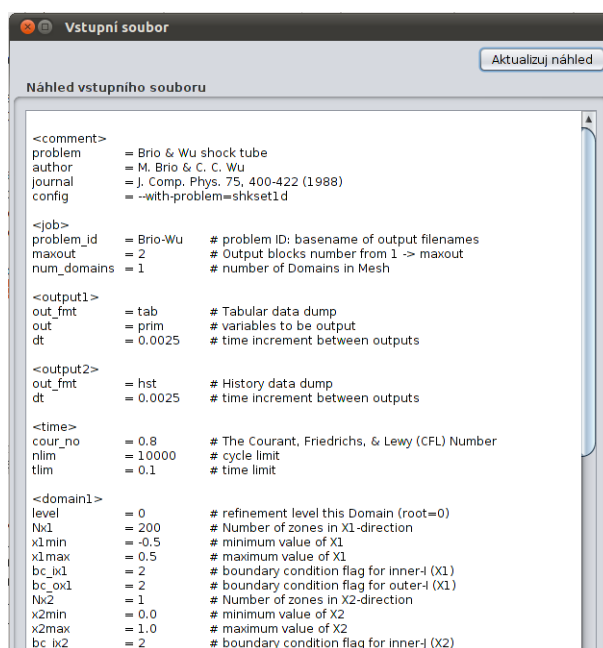 Vstupní soubor
Aktualizuj náhled
Náhled vstupního souboru
<comment>
problem = Brio & Wu shock tube
author = M. Brio & C. C. Wu
journal = J. Comp. Phys. 75, 400-422 (1988)
config = --with-problem=shkset1d
<job>
problem_id = Brio-Wu # problem ID: basename of output filenames
maxout = 2 # Output blocks number from 1 -> maxout
num_domains = 1 # number of Domains in Mesh
<output1>
out_fmt = tab # Tabular data dump
out = prim # variables to be output
dt = 0.0025 # time increment between outputs
<output2>
out_fmt = hst # History data dump
dt = 0.0025 # time increment between outputs
<time>
cour_no = 0.8 # The Courant, Friedrichs, & Lewy (CFL) Number
nlim = 10000 # cycle limit
tlim = 0.1 # time limit
<domain1>
level = 0 # refinement level this Domain (root=0)
Nx1 = 200 # Number of zones in X1-direction
x1min = -0.5 # minimum value of X1
x1max = 0.5 # maximum value of X1
bc_ix1 = 2 # boundary condition flag for inner-I (X1)
bc_ox1 = 2 # boundary condition flag for outer-I (X1)
Nx2 = 1 # Number of zones in X2-direction
x2min = 0.0 # minimum value of X2
x2max = 1.0 # maximum value of X2
bc_ix2 = 2 # boundary condition flag for inner-J (X2)